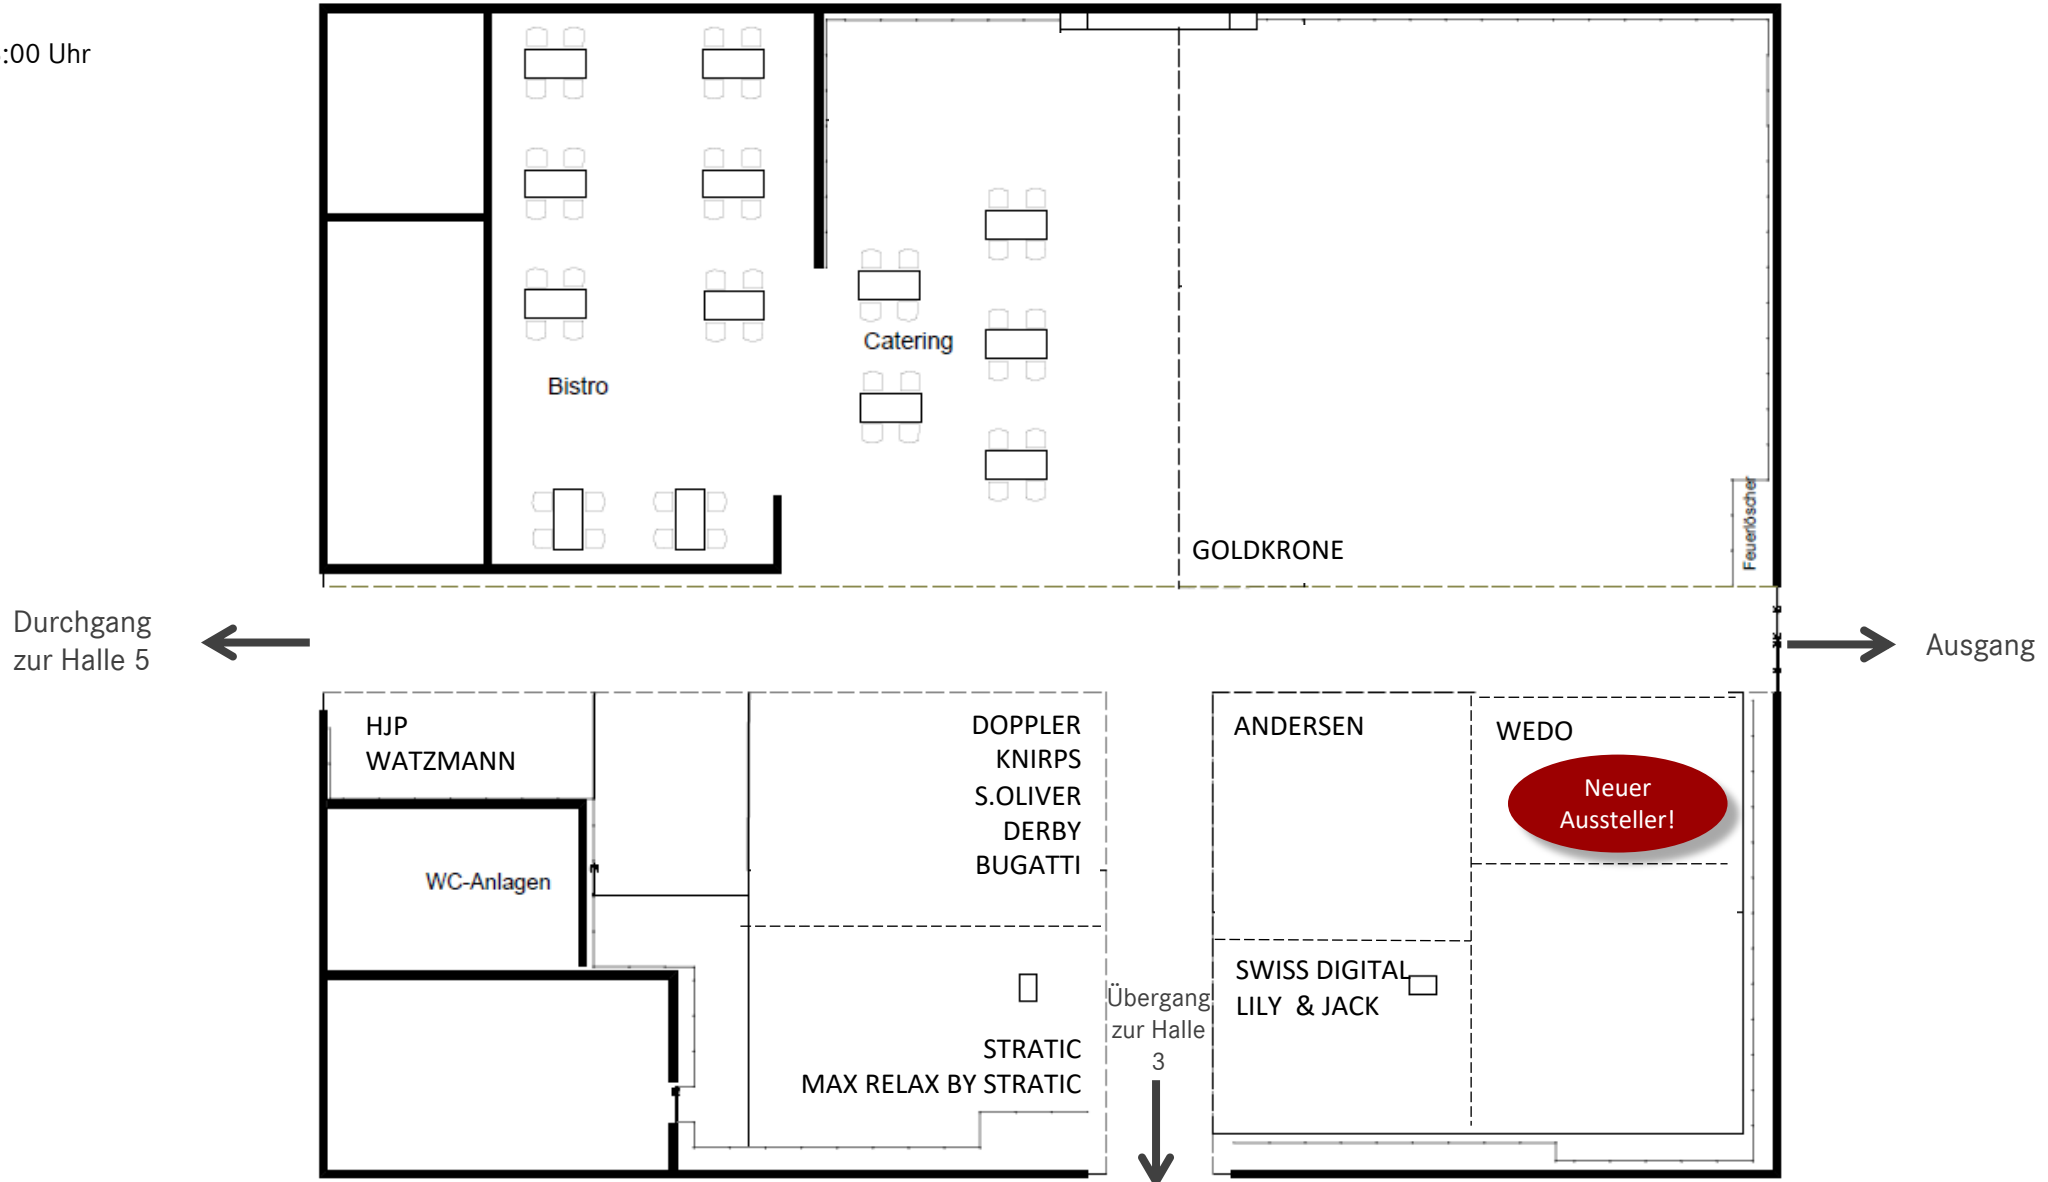 :00 Uhr
Catering
Bistro
Feuerlöscher
GOLDKRONE
Durchgang
zur Halle 5
Ausgang
HJP
WATZMANN
DOPPLER
KNIRPS
S.OLIVER
DERBY
BUGATTI
ANDERSEN
WEDO
Neuer
Aussteller!
WC-Anlagen
SWISS DIGITAL
LILY & JACK
Übergang
zur Halle
3
STRATIC
MAX RELAX BY STRATIC